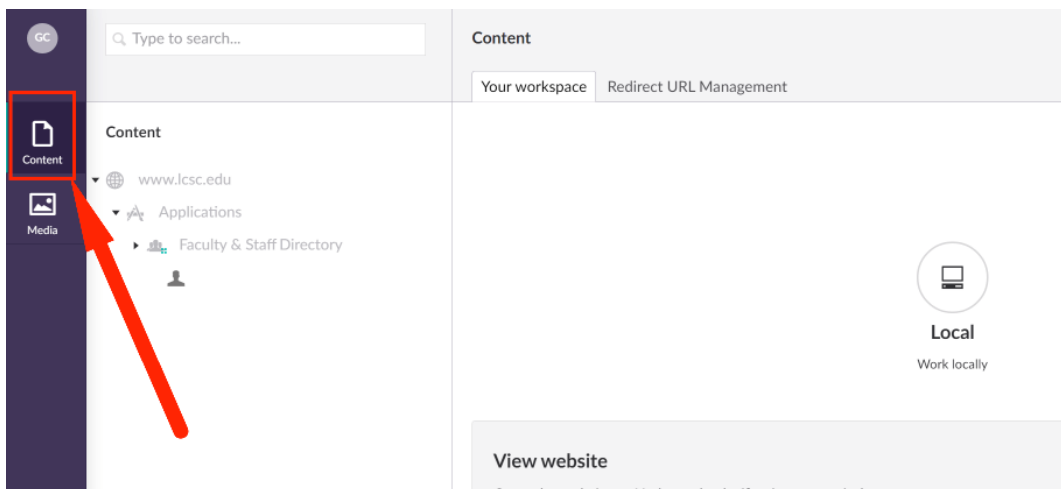 GC
Type to search...
Content
Your workspace Redirect URL Management
Content
Content
www.lcsc.edu
Applications
Media
Faculty & Staff Directory
Local
Work locally
View website